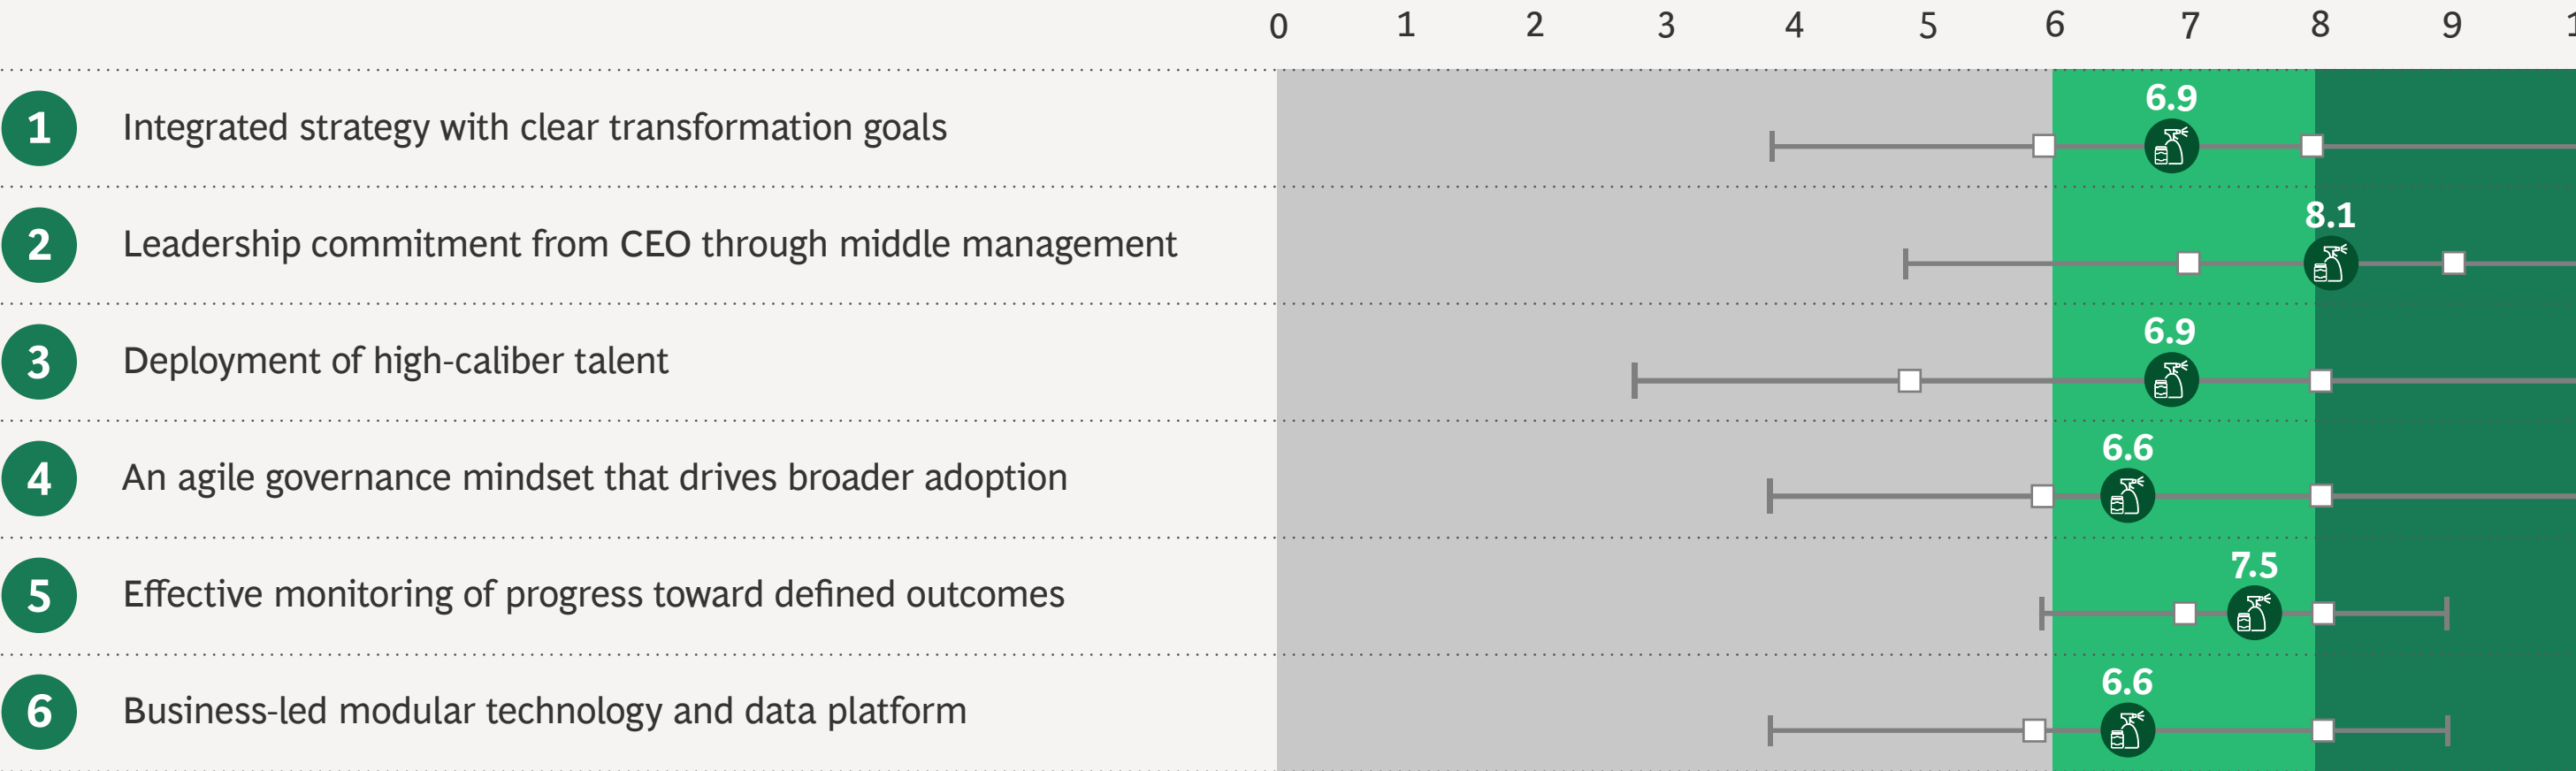 0 1 2 3 4 5 6 7 8 9
6.9
1 Integrated strategy with clear transformation goals
8.1
2 Leadership commitment from CEO through middle management
6.9
3 Deployment of high-caliber talent
6.6
4 An agile governance mindset that drives broader adoption
7.5
5 Effective monitoring of progress toward defined outcomes
6.6
6 Business-led modular technology and data platform